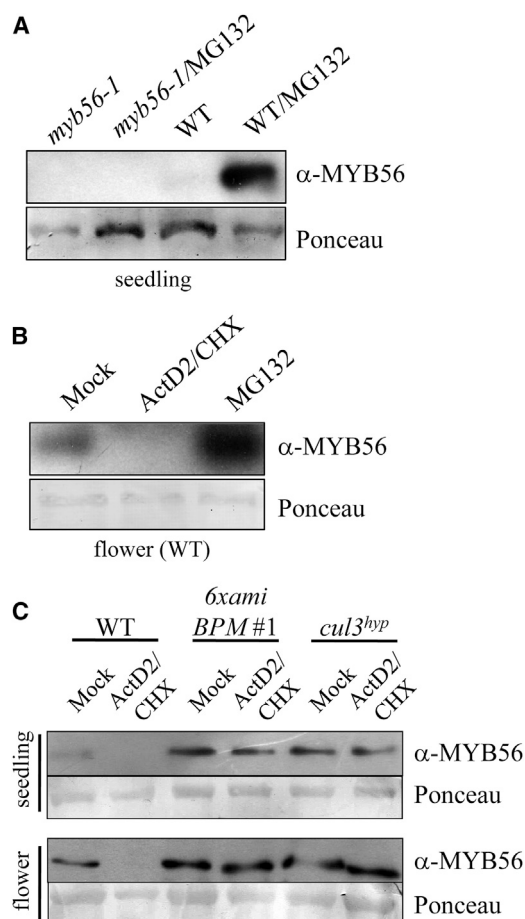 A
myb56-1
myb56-1/MG132
WT
WT/MG132
α-MYB56
Ponceau
seedling
B
Mock
ActD2/CHX
MG132
α-MYB56
Ponceau
flower (WT)
C
WT
6xami
BPM #1
cul3hyp
Mock
ActD2/
CHX
Mock
ActD2/
CHX
Mock
ActD2/
CHX
seedling
α-MYB56
Ponceau
flower
α-MYB56
Ponceau